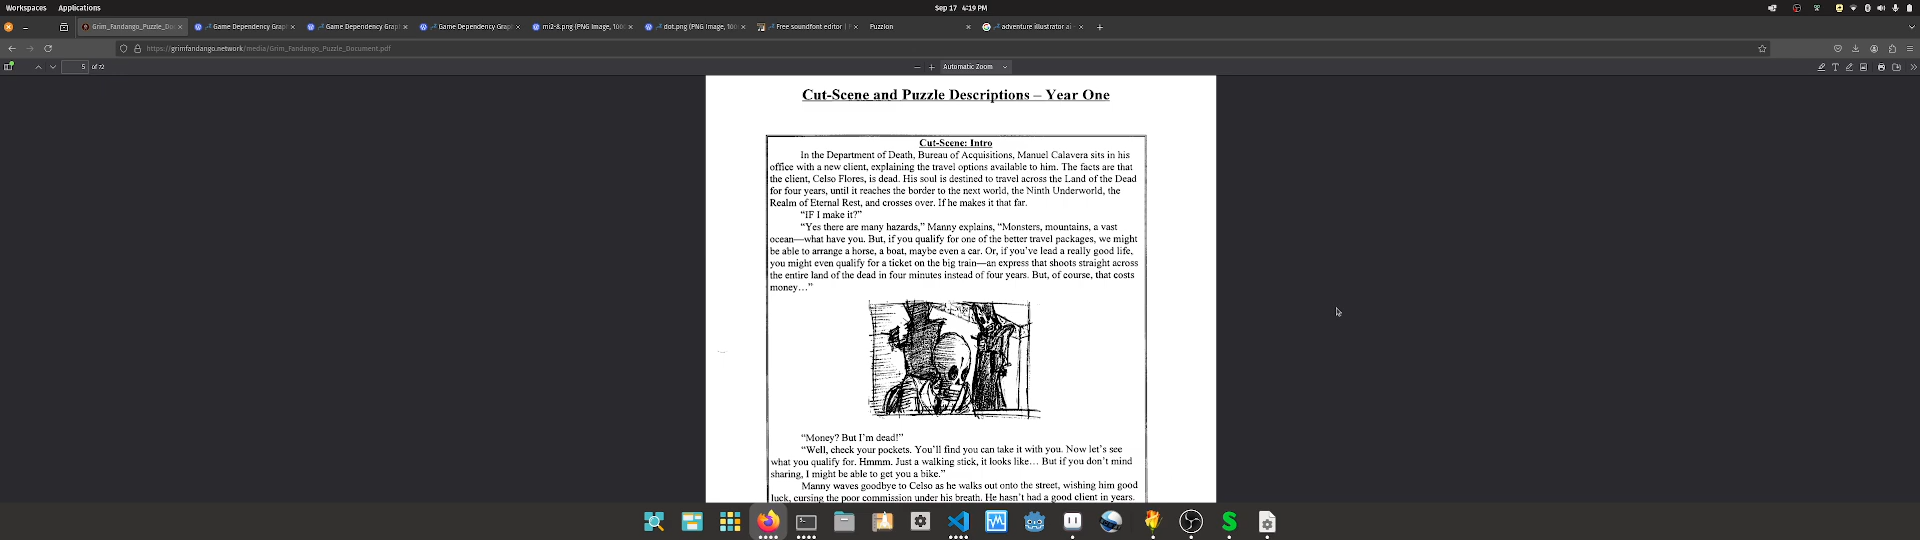 Workspaces Applications Sep 17 4:19 PM
Grim_Fandango_Puzzle_Do Game Dependency Grap Game Dependency Grap Game Dependency Grap mi2-8.png (PNG Image, 100 dot.png (PNG Image, 100 Free soundfont editor | F Puzzlon adventure illustrator ai -
https://grimfandango.network/media/Grim_Fandango_Puzzle_Document.pdf
5 of 72 Automatic Zoom
Cut-Scene and Puzzle Descriptions – Year One
Cut-Scene: Intro
In the Department of Death, Bureau of Acquisitions, Manuel Calavera sits in his
office with a new client, explaining the travel options available to him. The facts are that
the client, Celso Flores, is dead. His soul is destined to travel across the Land of the Dead
for four years, until it reaches the border to the next world, the Ninth Underworld, the
Realm of Eternal Rest, and crosses over. If he makes it that far.
“IF I make it?”
“Yes there are many hazards,” Manny explains, “Monsters, mountains, a vast
ocean—what have you. But, if you qualify for one of the better travel packages, we might
be able to arrange a horse, a boat, maybe even a car. Or, if you’ve lead a really good life,
you might even qualify for a ticket on the big train—an express that shoots straight across
the entire land of the dead in four minutes instead of four years. But, of course, that costs
money…”
“Money? But I’m dead!”
“Well, check your pockets. You’ll find you can take it with you. Now let’s see
what you qualify for. Hmmm. Just a walking stick, it looks like… But if you don’t mind
sharing, I might be able to get you a bike.”
Manny waves goodbye to Celso as he walks out onto the street, wishing him good
luck, cursing the poor commission under his breath. He hasn’t had a good client in years.